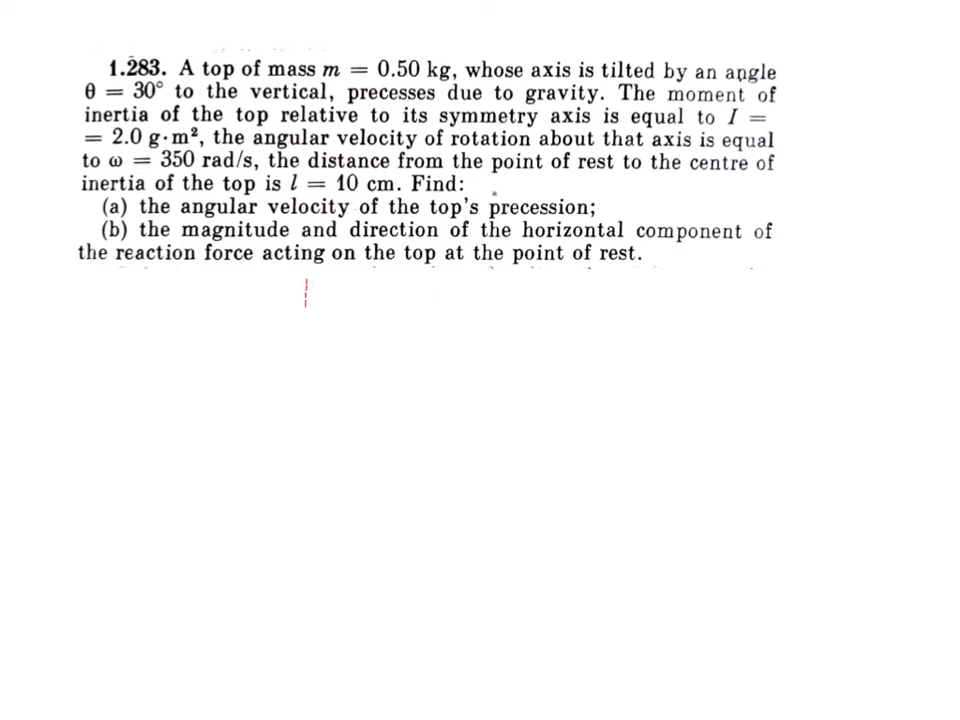 1.283. A top of mass m = 0.50 kg, whose axis is tilted by an angle
θ = 30° to the vertical, precesses due to gravity. The moment of
inertia of the top relative to its symmetry axis is equal to I =
= 2.0 g·m², the angular velocity of rotation about that axis is equal
to ω = 350 rad/s, the distance from the point of rest to the centre of
inertia of the top is l = 10 cm. Find:
(a) the angular velocity of the top's precession;
(b) the magnitude and direction of the horizontal component of
the reaction force acting on the top at the point of rest.